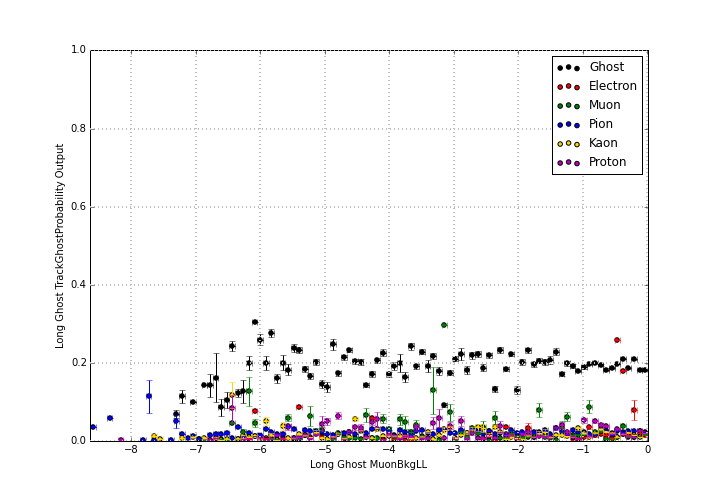 1.0
0.8
0.6
0.4
0.2
0.0
Long Ghost TrackGhostProbability Output
Ghost
Electron
Muon
Pion
Kaon
Proton
−8 −7 −6 −5 −4 −3 −2 −1 0
Long Ghost MuonBkgLL